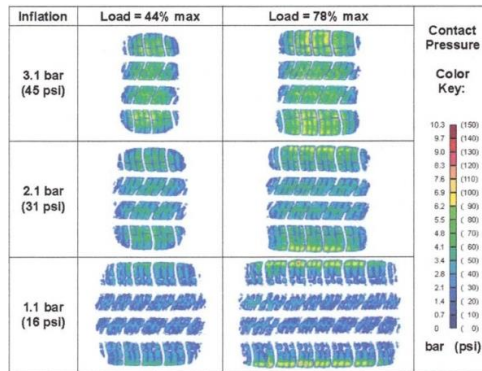 Inflation
Load = 44% max
Load = 78% max
Contact
Pressure
Color
Key:
3.1 bar
(45 psi)
2.1 bar
(31 psi)
1.1 bar
(16 psi)
10.3 (150)
9.7 (140)
9.0 (130)
8.3 (120)
7.6 (110)
6.9 (100)
6.2 ( 90)
5.5 ( 80)
4.8 ( 70)
4.1 ( 60)
3.4 ( 50)
2.8 ( 40)
2.1 ( 30)
1.4 ( 20)
0.7 ( 10)
0 ( 0)
bar (psi)